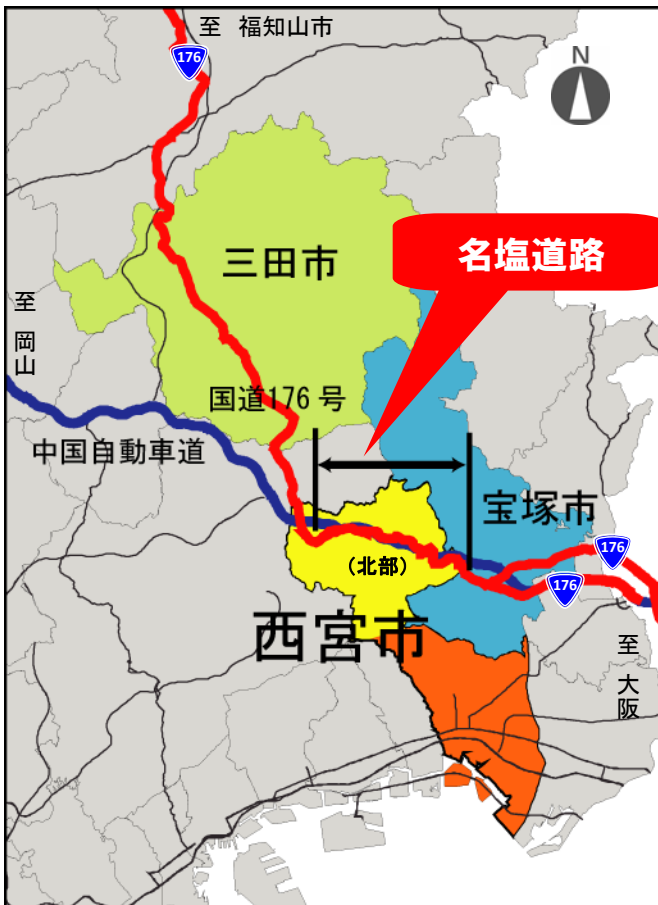 至 福知山市
176
N
三田市
名塩道路
至 岡山
国道176号
中国自動車道
宝塚市
(北部)
176
176
西宮市
至 大阪